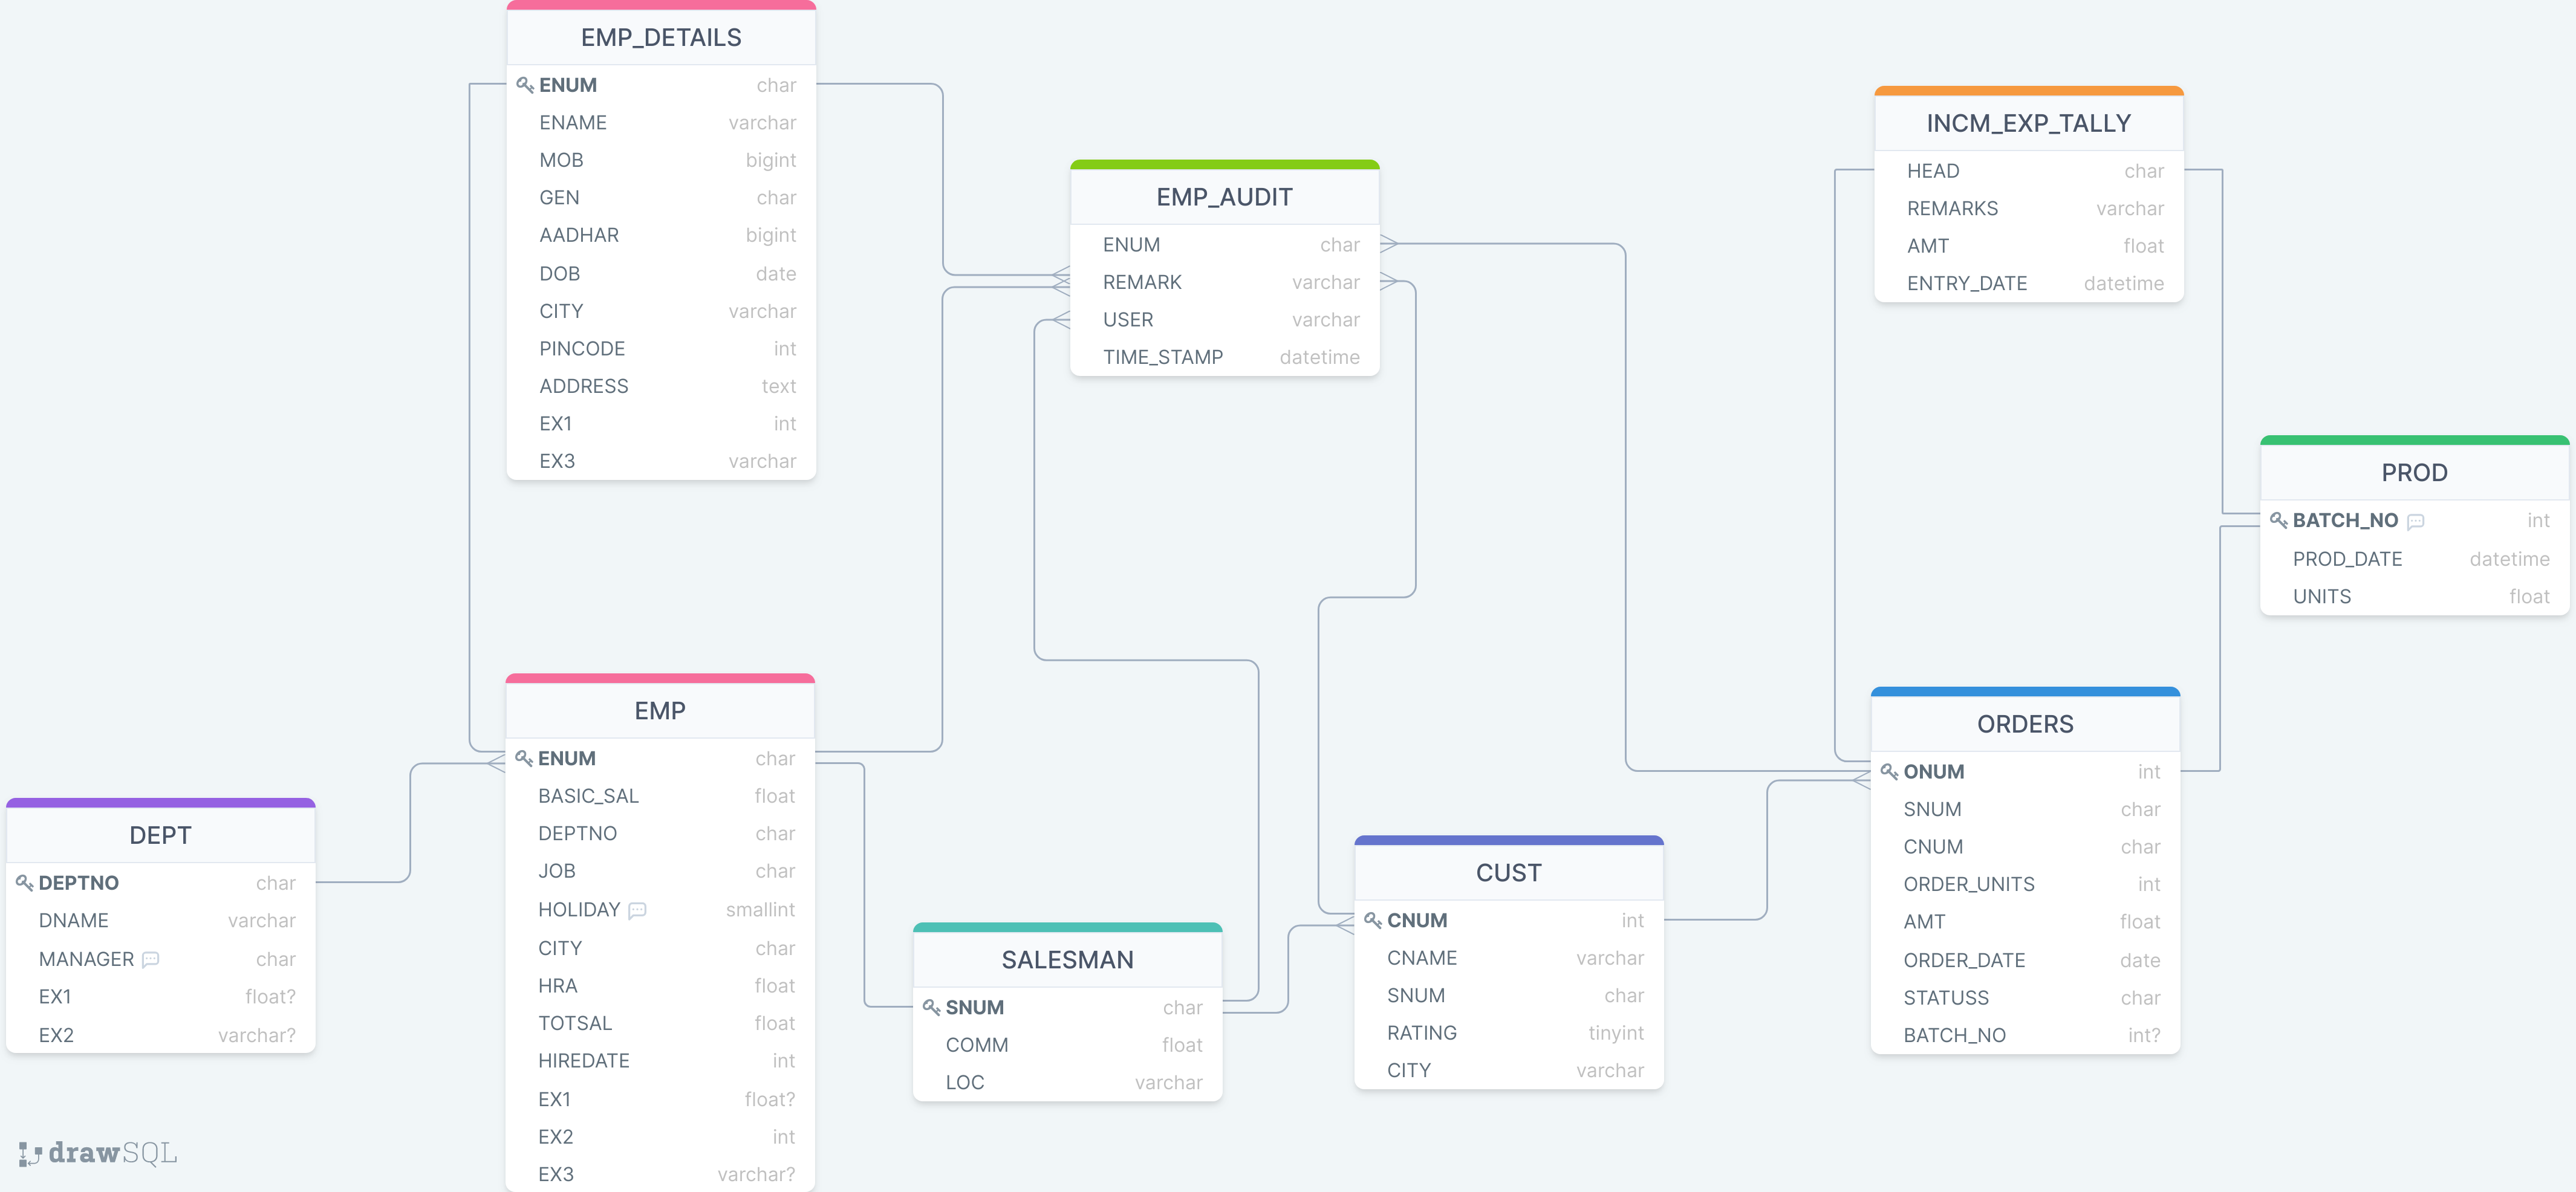 EMP_DETAILS
ENUM char
ENAME varchar
MOB bigint
GEN char
AADHAR bigint
DOB date
CITY varchar
PINCODE int
ADDRESS text
EX1 int
EX3 varchar
EMP_AUDIT
ENUM char
REMARK varchar
USER varchar
TIME_STAMP datetime
INCM_EXP_TALLY
HEAD char
REMARKS varchar
AMT float
ENTRY_DATE datetime
PROD
BATCH_NO int
PROD_DATE datetime
UNITS float
DEPT
DEPTNO char
DNAME varchar
MANAGER char
EX1 float?
EX2 varchar?
EMP
ENUM char
BASIC_SAL float
DEPTNO char
JOB char
HOLIDAY smallint
CITY char
HRA float
TOTSAL float
HIREDATE int
EX1 float?
EX2 int
EX3 varchar?
SALESMAN
SNUM char
COMM float
LOC varchar
CUST
CNUM int
CNAME varchar
SNUM char
RATING tinyint
CITY varchar
ORDERS
ONUM int
SNUM char
CNUM char
ORDER_UNITS int
AMT float
ORDER_DATE date
STATUSS char
BATCH_NO int?
drawSQL